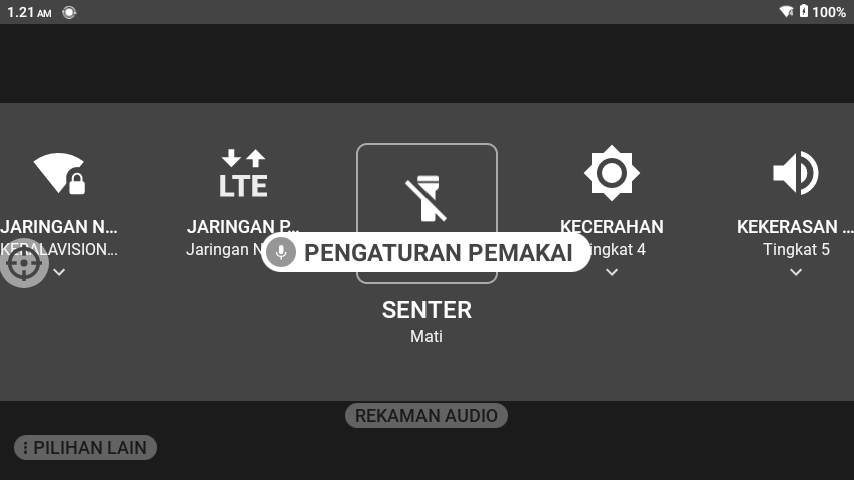 1.21 AM
100%
LTE
JARINGAN N...
JARINGAN P...
KECERAHAN
KEKERASAN ...
KERALAVISION...
Jaringan N
ingkat 4
Tingkat 5
PENGATURAN PEMAKAI
SENTER
Mati
REKAMAN AUDIO
PILIHAN LAIN